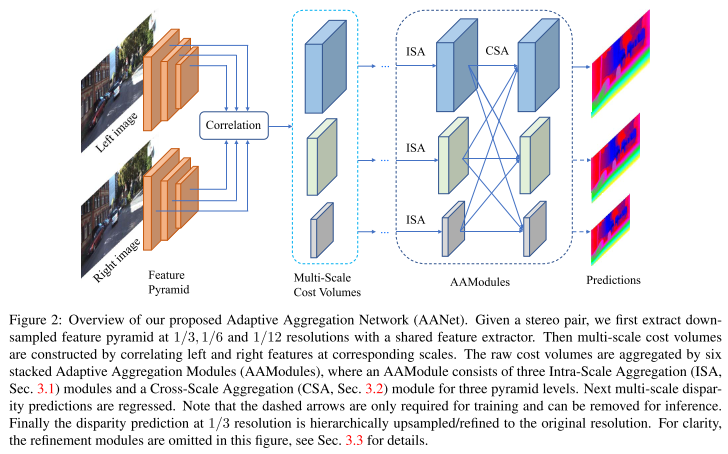 Left image
Right image
Feature
Pyramid
Correlation
Multi-Scale
Cost Volumes
...
...
...
ISA
ISA
ISA
CSA
AAModules
Predictions
Figure 2: Overview of our proposed Adaptive Aggregation Network (AANet). Given a stereo pair, we first extract down-
sampled feature pyramid at 1/3, 1/6 and 1/12 resolutions with a shared feature extractor. Then multi-scale cost volumes
are constructed by correlating left and right features at corresponding scales. The raw cost volumes are aggregated by six
stacked Adaptive Aggregation Modules (AAModules), where an AAModule consists of three Intra-Scale Aggregation (ISA,
Sec. 3.1) modules and a Cross-Scale Aggregation (CSA, Sec. 3.2) module for three pyramid levels. Next multi-scale dispar-
ity predictions are regressed. Note that the dashed arrows are only required for training and can be removed for inference.
Finally the disparity prediction at 1/3 resolution is hierarchically upsampled/refined to the original resolution. For clarity,
the refinement modules are omitted in this figure, see Sec. 3.3 for details.